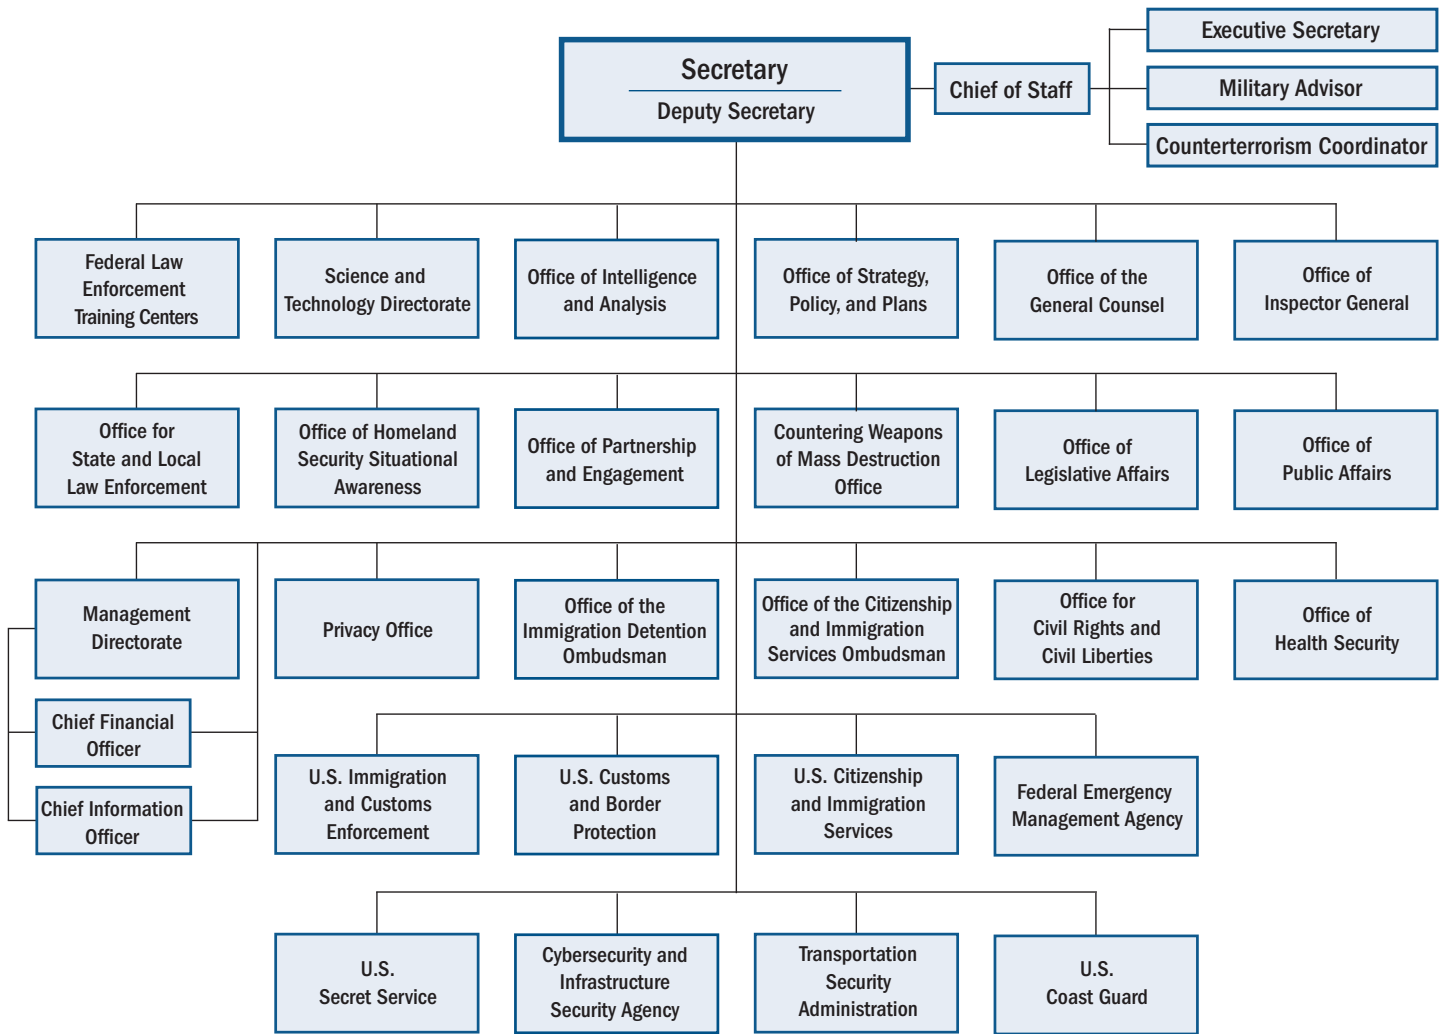 Secretary
Deputy Secretary
Chief of Staff
Executive Secretary
Military Advisor
Counterterrorism Coordinator
Federal Law
Enforcement
Training Centers
Science and
Technology Directorate
Office of Intelligence
and Analysis
Office of Strategy,
Policy, and Plans
Office of the
General Counsel
Office of
Inspector General
Office for
State and Local
Law Enforcement
Office of Homeland
Security Situational
Awareness
Office of Partnership
and Engagement
Countering Weapons
of Mass Destruction
Office
Office of
Legislative Affairs
Office of
Public Affairs
Management
Directorate
Privacy Office
Office of the
Immigration Detention
Ombudsman
Office of the Citizenship
and Immigration
Services Ombudsman
Office for
Civil Rights and
Civil Liberties
Office of
Health Security
Chief Financial
Officer
Chief Information
Officer
U.S. Immigration
and Customs
Enforcement
U.S. Customs
and Border
Protection
U.S. Citizenship
and Immigration
Services
Federal Emergency
Management Agency
U.S.
Secret Service
Cybersecurity and
Infrastructure
Security Agency
Transportation
Security
Administration
U.S.
Coast Guard